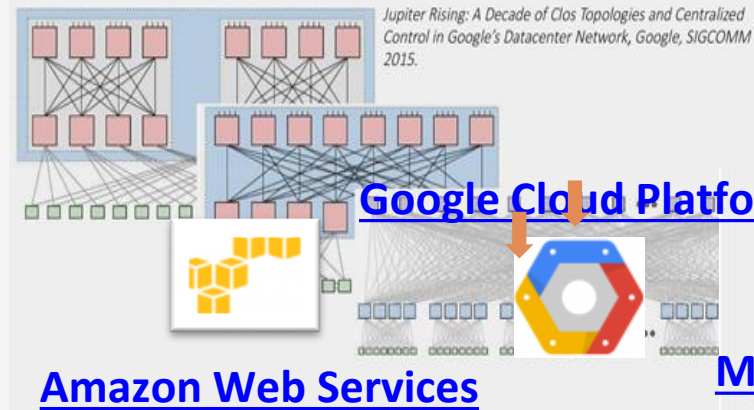 Jupiter Rising: A Decade of Clos Topologies and Centralized
Control in Google's Datacenter Network, Google, SIGCOMM
2015.
Google Cloud Platfo
Amazon Web Services
M